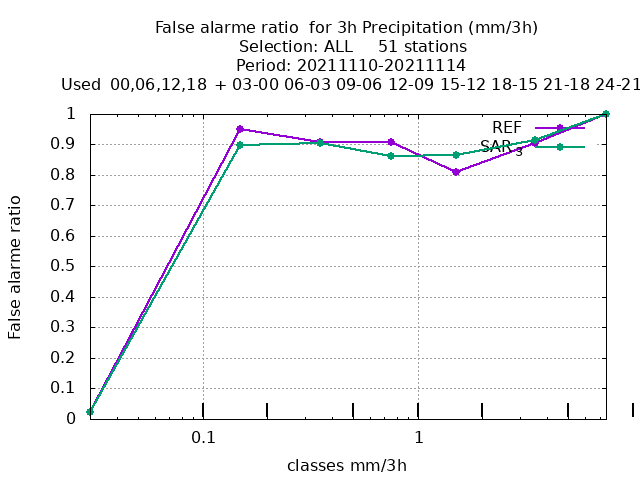 False alarme ratio  for 3h Precipitation (mm/3h)
Selection: ALL     51 stations
Period: 20211110-20211114
Used  00,06,12,18  + 03-00 06-03 09-06 12-09 15-12 18-15 21-18 24-21
REF
SAR₃
1
0.9
0.8
0.7
0.6
0.5
0.4
0.3
0.2
0.1
0
False alarme ratio
0.1 1
classes mm/3h